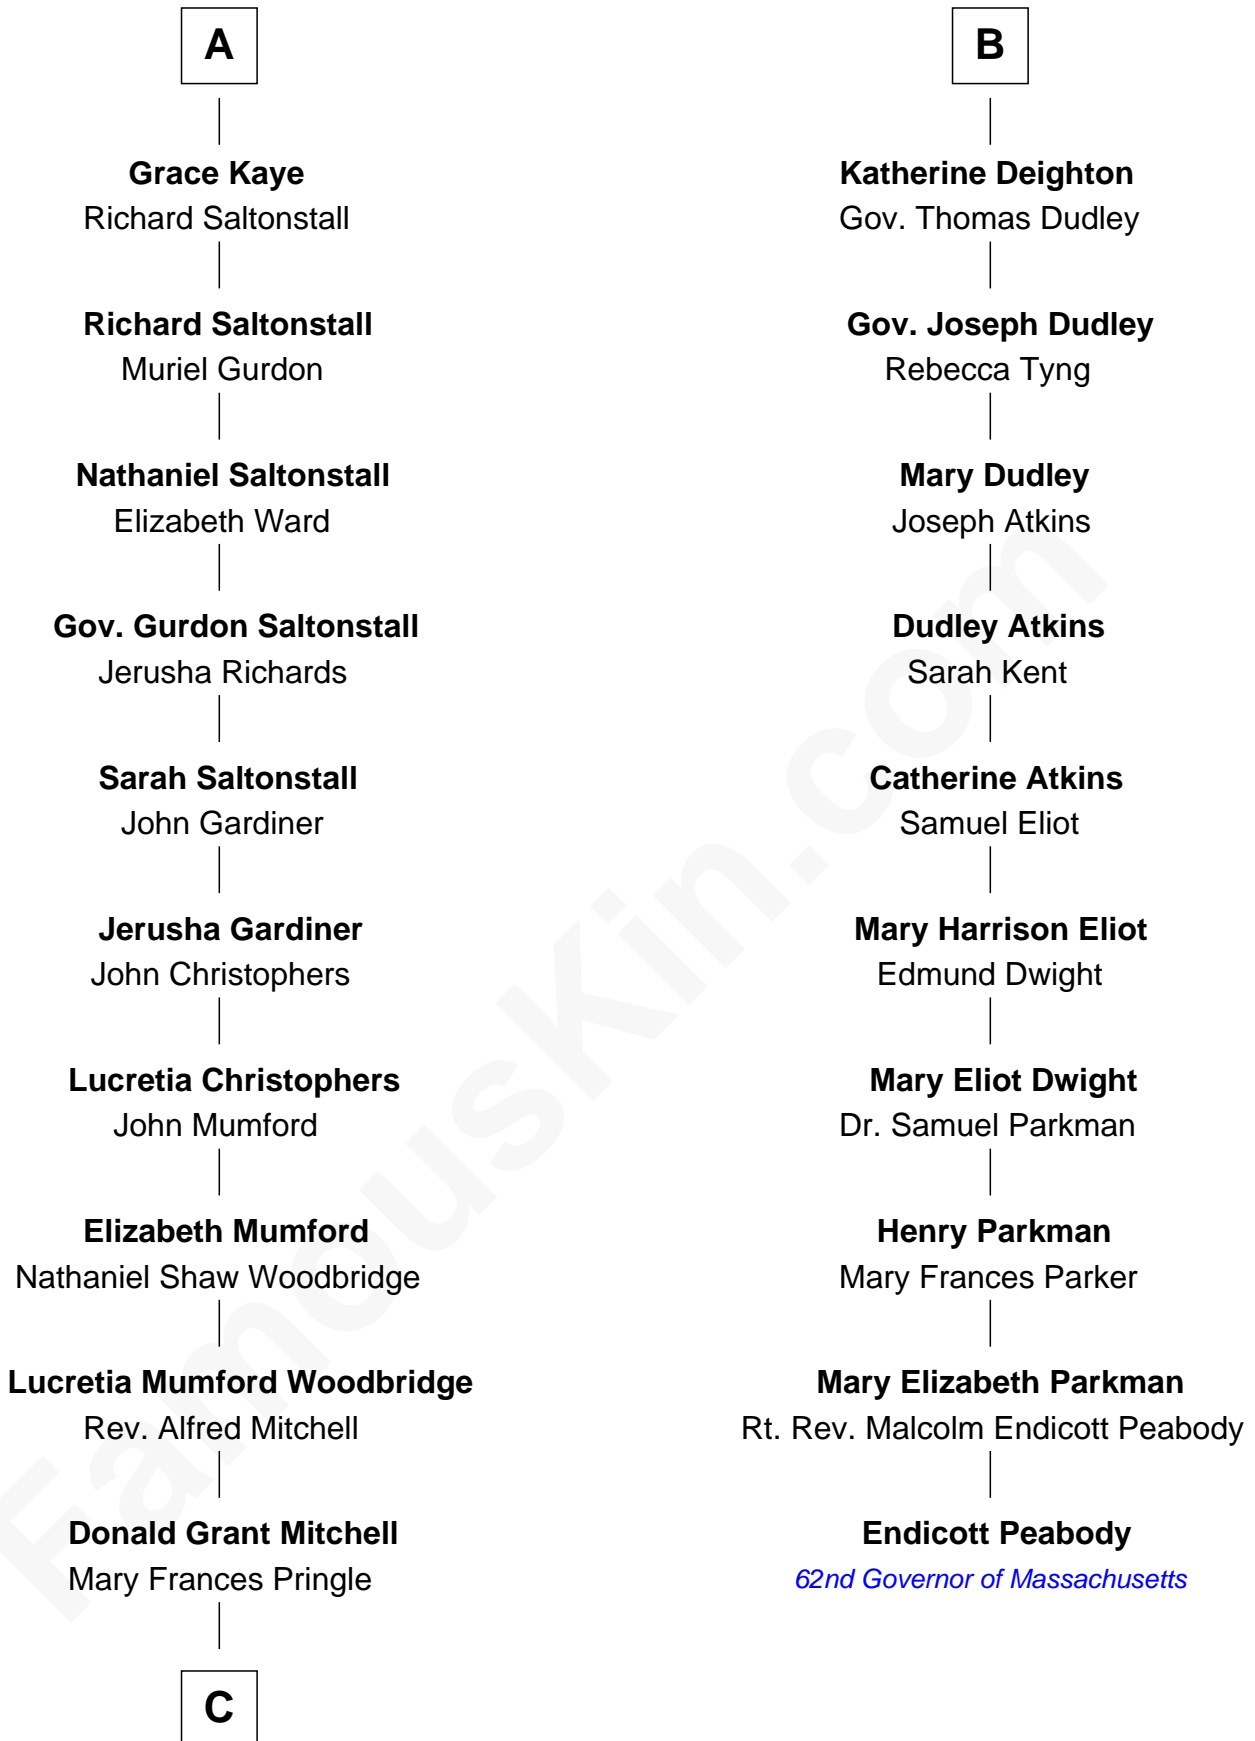 A
Grace Kaye
Richard Saltonstall
Richard Saltonstall
Muriel Gurdon
Nathaniel Saltonstall
Elizabeth Ward
Gov. Gurdon Saltonstall
Jerusha Richards
Sarah Saltonstall
John Gardiner
Jerusha Gardiner
John Christophers
Lucretia Christophers
John Mumford
Elizabeth Mumford
Nathaniel Shaw Woodbridge
Lucretia Mumford Woodbridge
Rev. Alfred Mitchell
Donald Grant Mitchell
Mary Frances Pringle
C
B
Katherine Deighton
Gov. Thomas Dudley
Gov. Joseph Dudley
Rebecca Tyng
Mary Dudley
Joseph Atkins
Dudley Atkins
Sarah Kent
Catherine Atkins
Samuel Eliot
Mary Harrison Eliot
Edmund Dwight
Mary Eliot Dwight
Dr. Samuel Parkman
Henry Parkman
Mary Frances Parker
Mary Elizabeth Parkman
Rt. Rev. Malcolm Endicott Peabody
Endicott Peabody
62nd Governor of Massachusetts
FamousKin.com